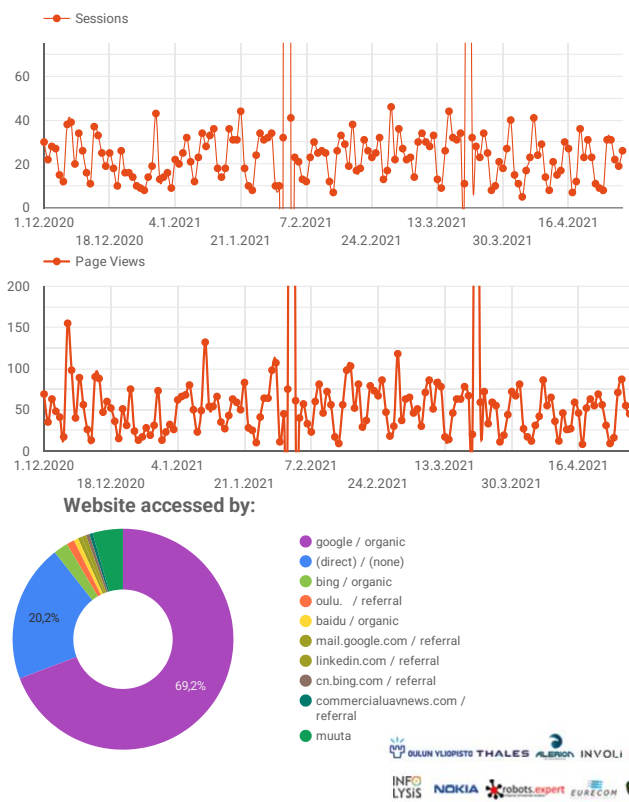 Sessions
60
40
20
0
1.12.2020 4.1.2021 7.2.2021 13.3.2021 16.4.2021
18.12.2020 21.1.2021 24.2.2021 30.3.2021
Page Views
200
150
100
50
0
1.12.2020 4.1.2021 7.2.2021 13.3.2021 16.4.2021
18.12.2020 21.1.2021 24.2.2021 30.3.2021
Website accessed by:
google / organic
(direct) / (none)
bing / organic
oulu. / referral
baidu / organic
mail.google.com / referral
linkedin.com / referral
cn.bing.com / referral
commercialuavnews.com /
referral
muuta
20,2%
69,2%
OULUN YLIOPISTO THALES ALERION INVOLI
INFO
LYSiS NOKIA robots.expert EURECOM